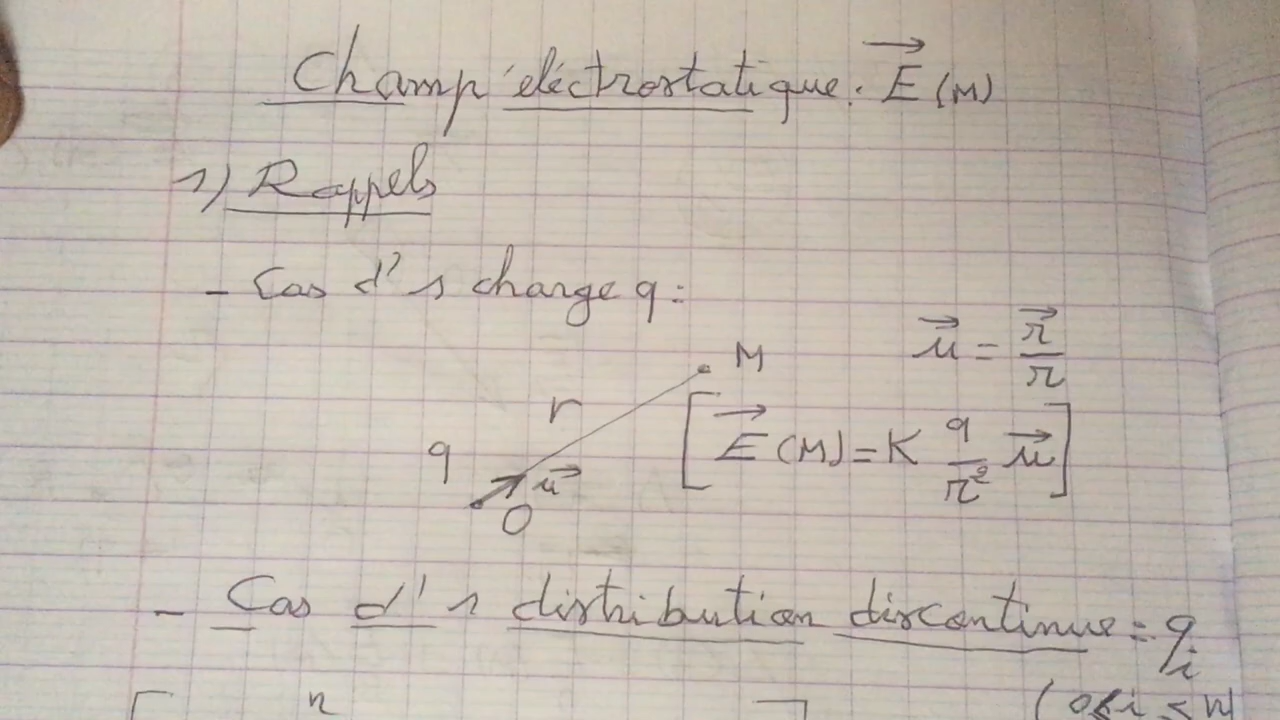 Champ électrostatique : E⃗(M)
1) Rappels
- Cas d'1 charge q :
M
u⃗ = r⃗/r
r
q
u⃗
O
[E⃗(M) = K q/r² u⃗]
- Cas d'1 distribution discontinue : qᵢ
n